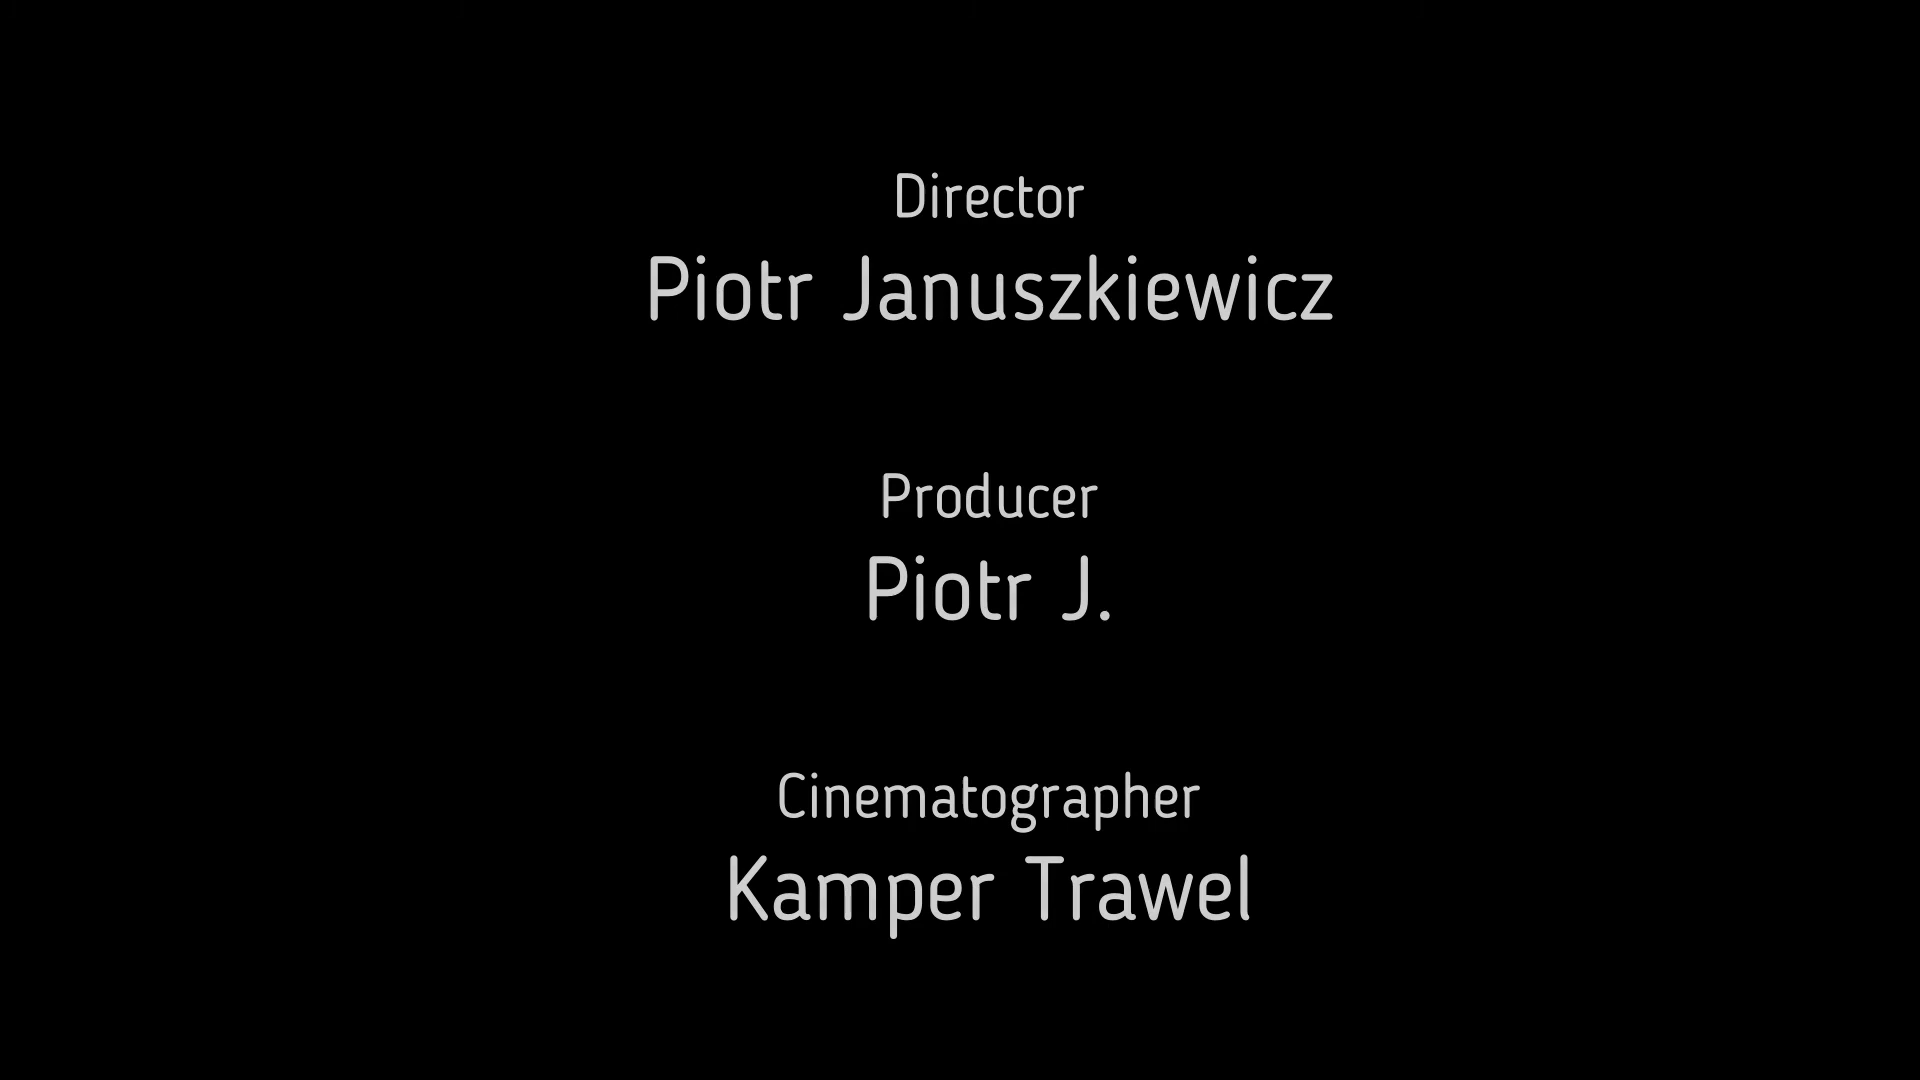 Director
Piotr Januszkiewicz
Producer
Piotr J.
Cinematographer
Kamper Trawel